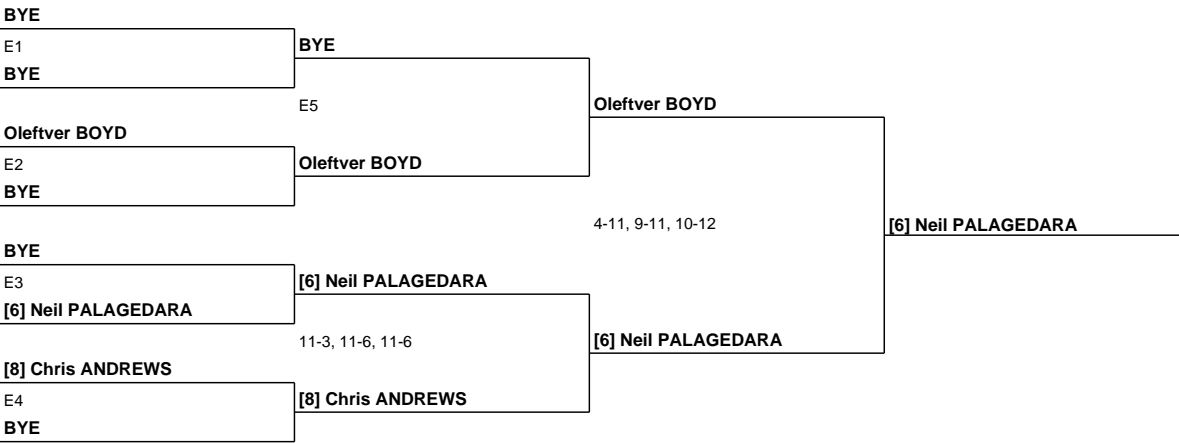 BYE
E1
BYE
Oleftver BOYD
E2
BYE
BYE
E3
[6] Neil PALAGEDARA
[8] Chris ANDREWS
E4
BYE
BYE
E5
Oleftver BOYD
[6] Neil PALAGEDARA
11-3, 11-6, 11-6
[8] Chris ANDREWS
Oleftver BOYD
4-11, 9-11, 10-12
[6] Neil PALAGEDARA
[6] Neil PALAGEDARA